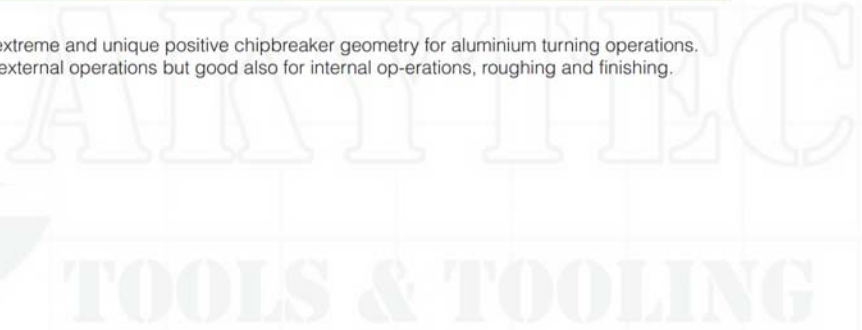 extreme and unique positive chipbreaker geometry for aluminium turning operations.
external operations but good also for internal op-erations, roughing and finishing.
AKYTEC
TOOLS & TOOLING